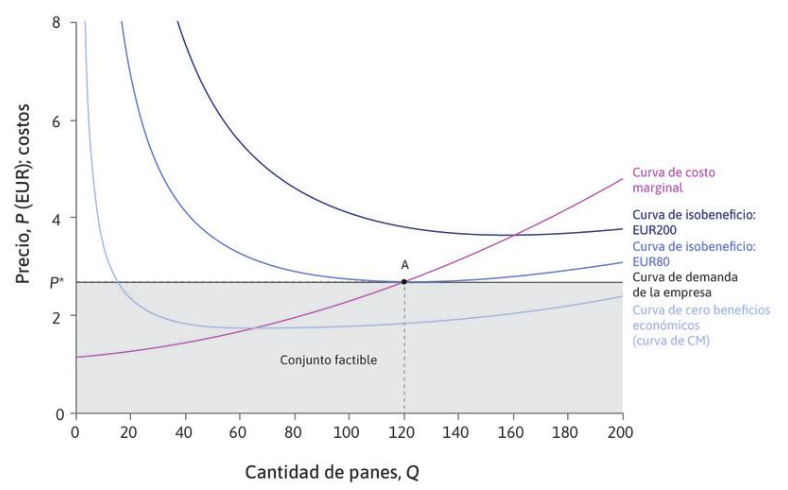 8
6
4
P*
2
0
Precio, P (EUR); costos
0
20
40
60
80
100
120
140
160
180
200
Cantidad de panes, Q
A
Conjunto factible
Curva de costo
marginal
Curva de isobeneficio:
EUR200
Curva de isobeneficio:
EUR80
Curva de demanda
de la empresa
Curva de cero beneficios
económicos
(curva de CM)